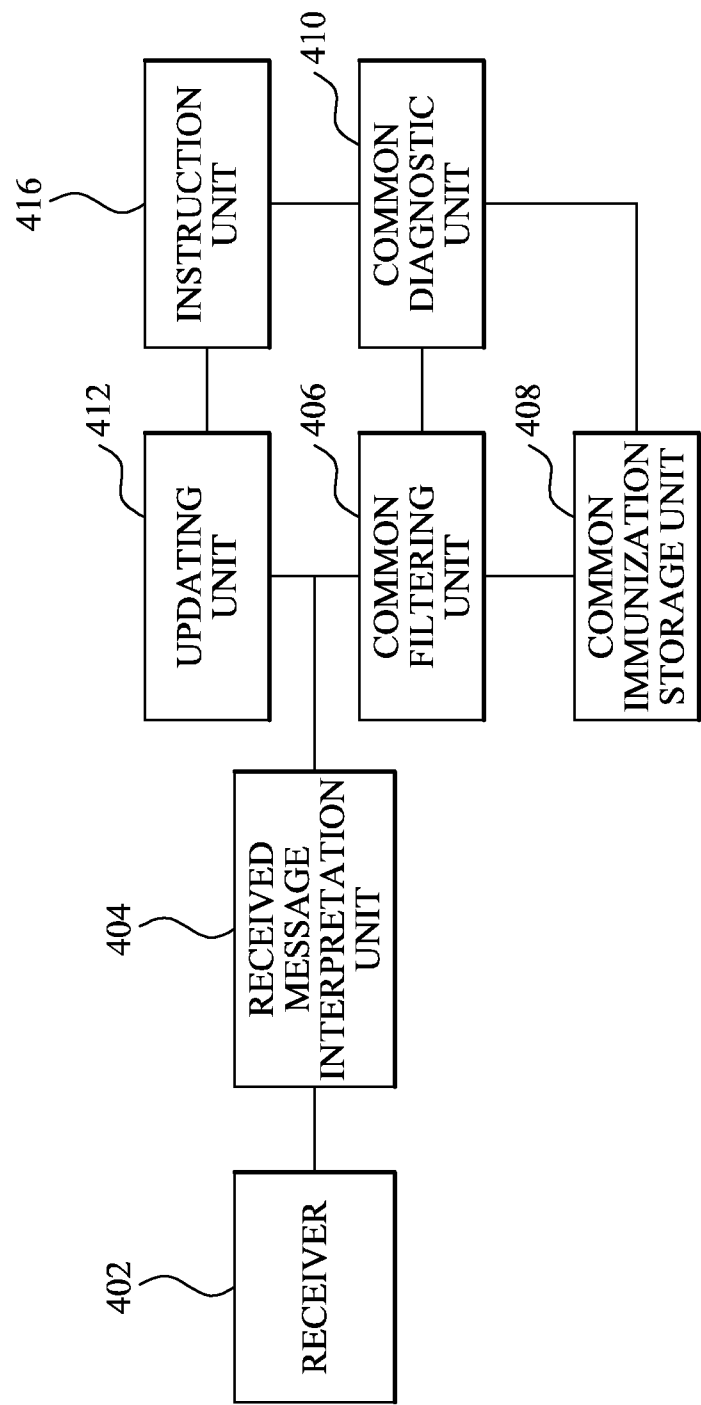 402
RECEIVER
404
RECEIVED
MESSAGE
INTERPRETATION
UNIT
412
UPDATING
UNIT
416
INSTRUCTION
UNIT
406
COMMON
FILTERING
UNIT
410
COMMON
DIAGNOSTIC
UNIT
408
COMMON
IMMUNIZATION
STORAGE UNIT